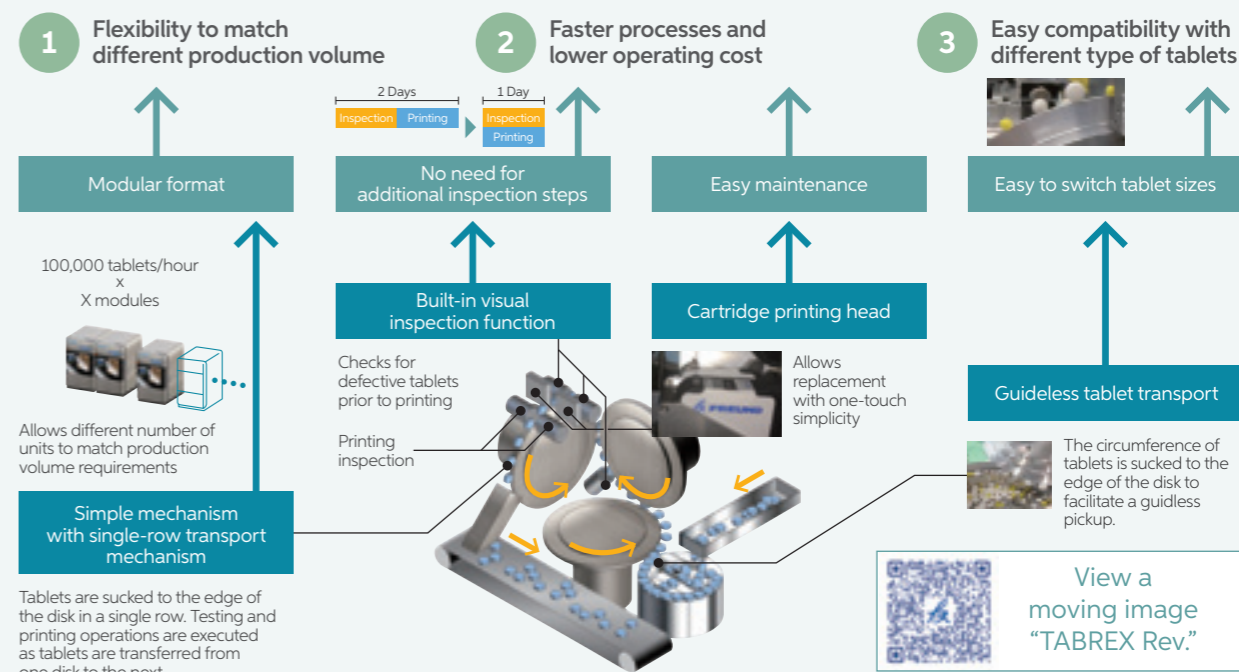 1
Flexibility to match
different production volume
2
Faster processes and
lower operating cost
3
Easy compatibility with
different type of tablets
2 Days
Inspection Printing
1 Day
Inspection
Printing
Modular format
No need for
additional inspection steps
Easy maintenance
Easy to switch tablet sizes
100,000 tablets/hour
x
X modules
Allows different number of
units to match production
volume requirements
Built-in visual
inspection function
Checks for
defective tablets
prior to printing
Printing
inspection
Cartridge printing head
FREUND
Allows
replacement
with one-touch
simplicity
Guideless tablet transport
The circumference of
tablets is sucked to the
edge of the disk to
facilitate a guidless
pickup.
Simple mechanism
with single-row transport
mechanism
Tablets are sucked to the edge of
the disk in a single row. Testing and
printing operations are executed
as tablets are transferred from
one disk to the next
View a
moving image
“TABREX Rev.”